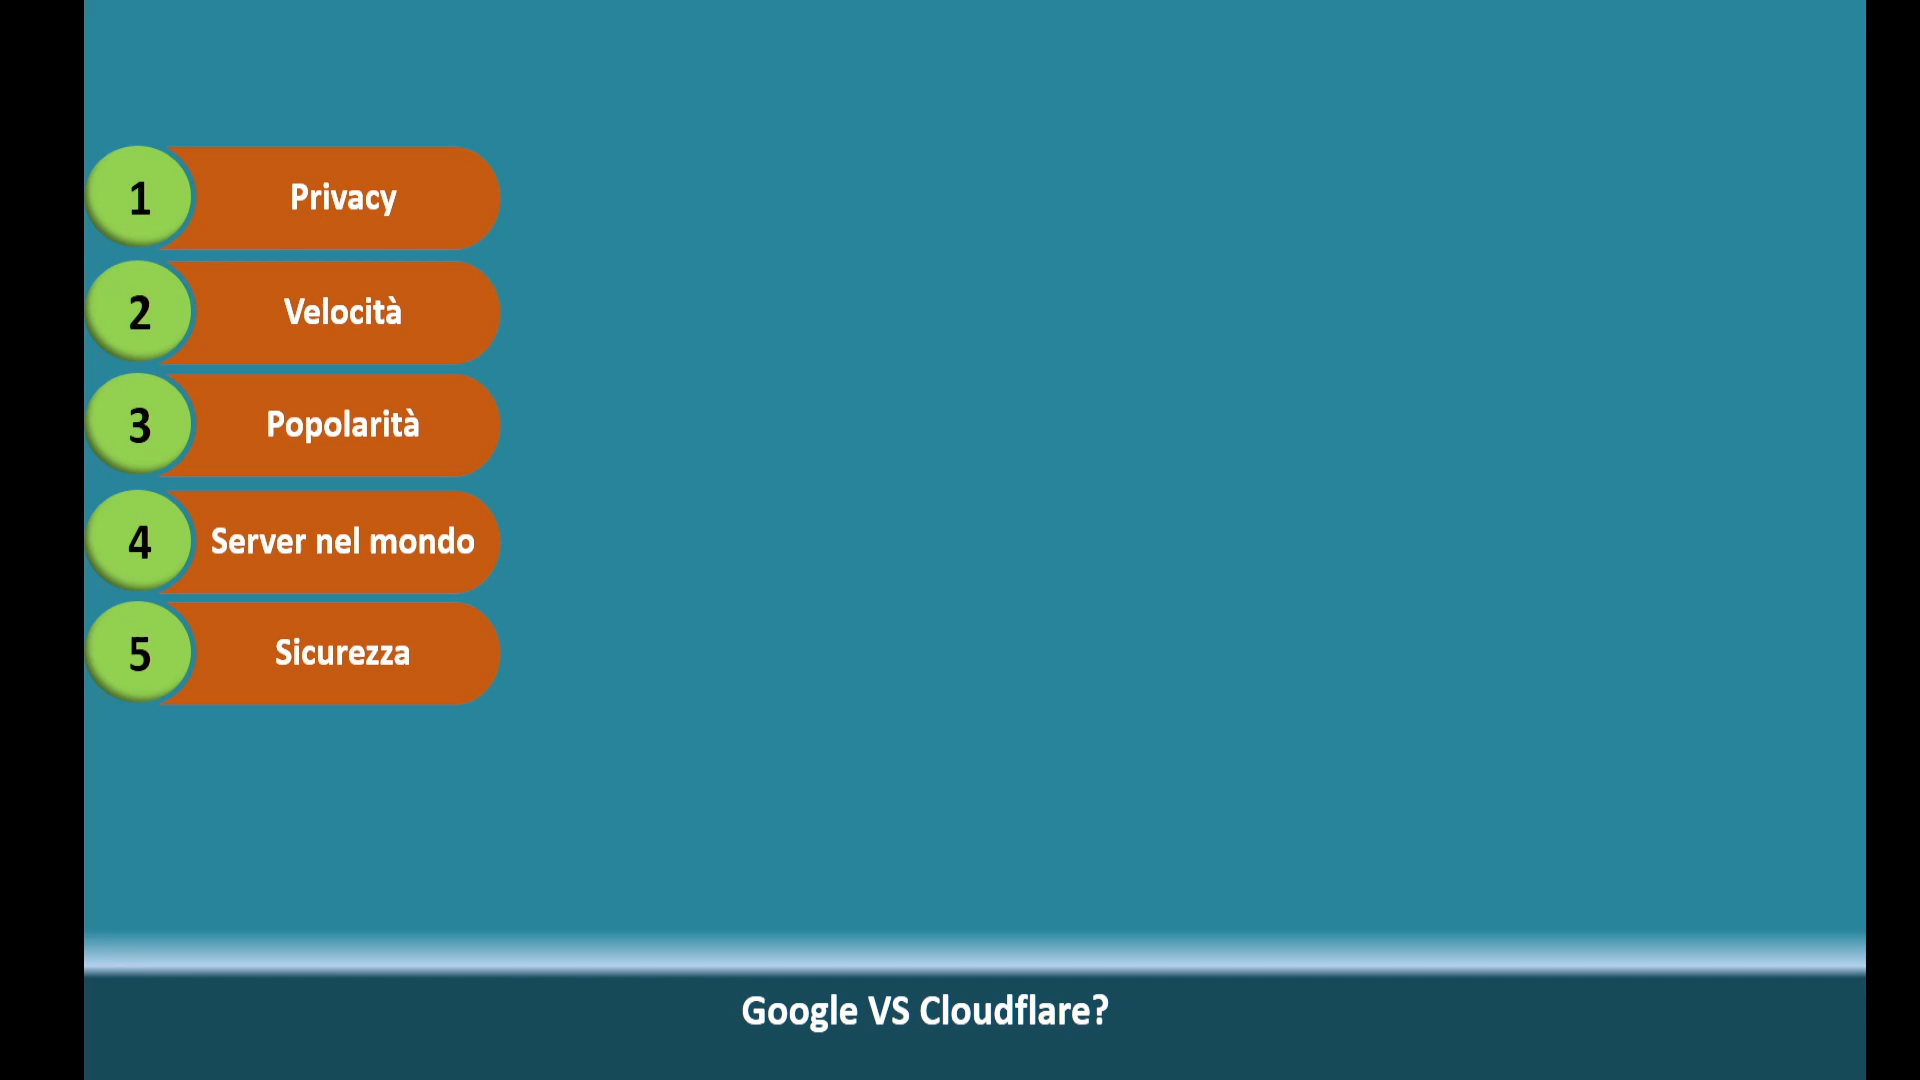 1 Privacy
2 Velocità
3 Popolarità
4 Server nel mondo
5 Sicurezza
Google VS Cloudflare?